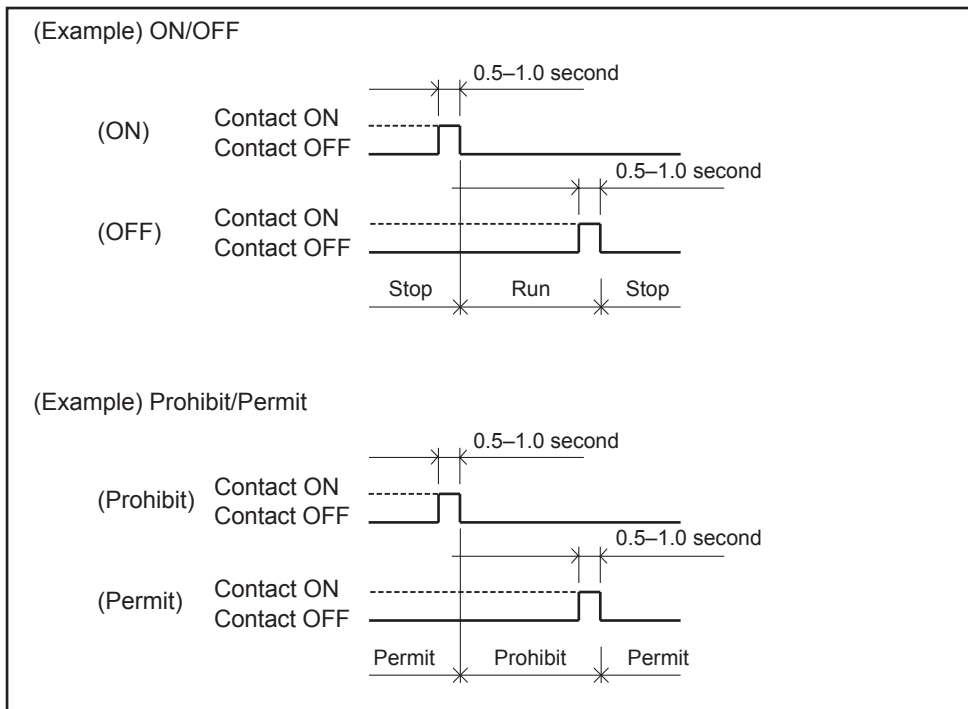 (Example) ON/OFF
0.5–1.0 second
(ON)
Contact ON
Contact OFF
0.5–1.0 second
(OFF)
Contact ON
Contact OFF
Stop Run Stop
(Example) Prohibit/Permit
0.5–1.0 second
(Prohibit)
Contact ON
Contact OFF
0.5–1.0 second
(Permit)
Contact ON
Contact OFF
Permit Prohibit Permit